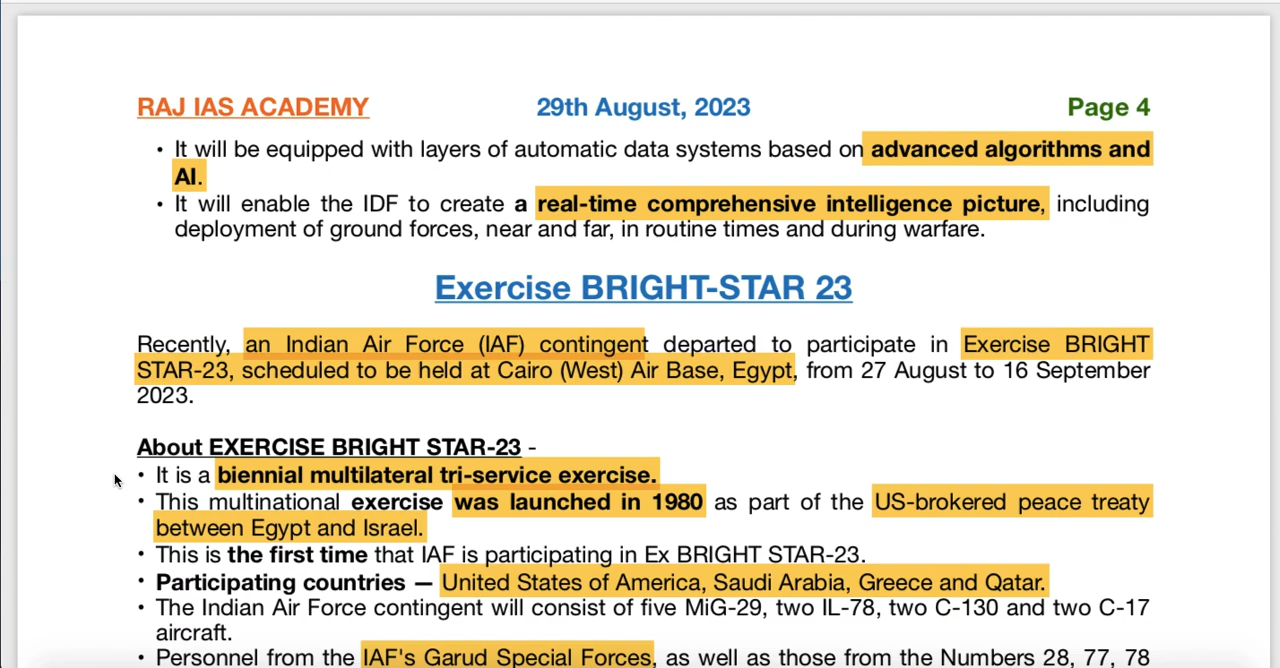 RAJ IAS ACADEMY 29th August, 2023 Page 4
• It will be equipped with layers of automatic data systems based on advanced algorithms and
AI.
• It will enable the IDF to create a real-time comprehensive intelligence picture, including
deployment of ground forces, near and far, in routine times and during warfare.
Exercise BRIGHT-STAR 23
Recently, an Indian Air Force (IAF) contingent departed to participate in Exercise BRIGHT
STAR-23, scheduled to be held at Cairo (West) Air Base, Egypt, from 27 August to 16 September
2023.
About EXERCISE BRIGHT STAR-23 -
• It is a biennial multilateral tri-service exercise.
• This multinational exercise was launched in 1980 as part of the US-brokered peace treaty
between Egypt and Israel.
• This is the first time that IAF is participating in Ex BRIGHT STAR-23.
• Participating countries — United States of America, Saudi Arabia, Greece and Qatar.
• The Indian Air Force contingent will consist of five MiG-29, two IL-78, two C-130 and two C-17
aircraft.
• Personnel from the IAF's Garud Special Forces, as well as those from the Numbers 28, 77, 78